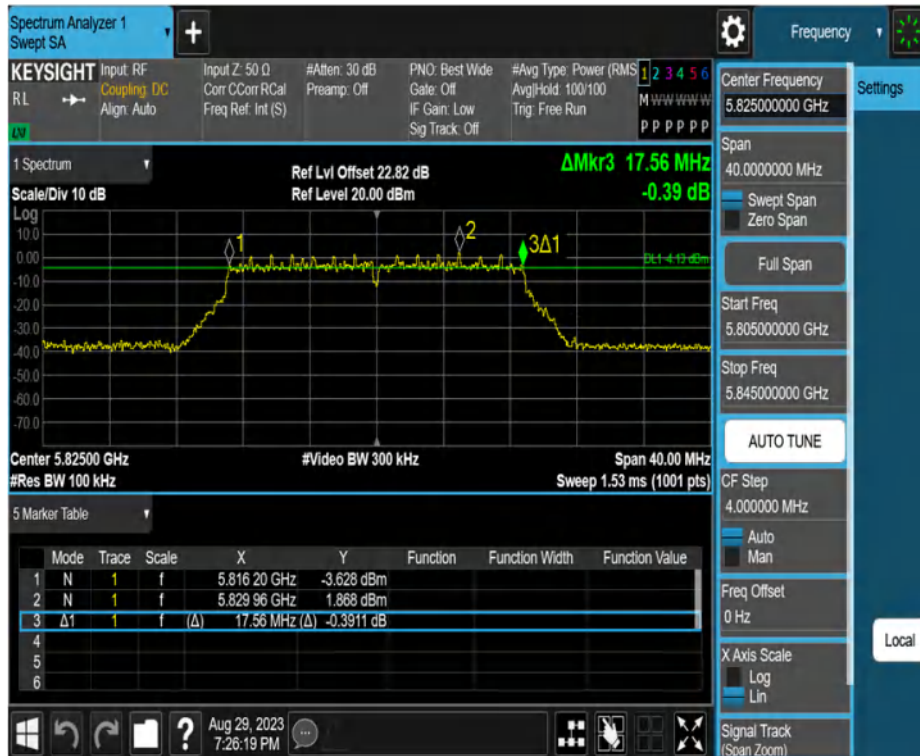 Spectrum Analyzer 1
Swept SA
+
Frequency
KEYSIGHT
RL
LNI
Input: RF
Coupling: DC
Align: Auto
Input Z: 50 Ω
Corr CCorr RCal
Freq Ref: Int (S)
#Atten: 30 dB
Preamp: Off
PNO: Best Wide
Gate: Off
IF Gain: Low
Sig Track: Off
#Avg Type: Power (RMS
Avg|Hold: 100/100
Trig: Free Run
1 2 3 4 5 6
M W W W W W
P P P P P P
1 Spectrum
Scale/Div 10 dB
Ref Lvl Offset 22.82 dB
Ref Level 20.00 dBm
ΔMkr3 17.56 MHz
-0.39 dB
Log
10.0
0.00
-10.0
-20.0
-30.0
-40.0
-50.0
-60.0
-70.0
1
2
3Δ1
DL1 -4.13 dBm
Center 5.82500 GHz
#Res BW 100 kHz
#Video BW 300 kHz
Span 40.00 MHz
Sweep 1.53 ms (1001 pts)
5 Marker Table
Mode Trace Scale X Y Function Function Width Function Value
1 N 1 f 5.816 20 GHz -3.628 dBm
2 N 1 f 5.829 96 GHz 1.868 dBm
3 Δ1 1 f (Δ) 17.56 MHz (Δ) -0.3911 dB
4
5
6
?
Aug 29, 2023
7:26:19 PM
Center Frequency
5.825000000 GHz
Span
40.0000000 MHz
Swept Span
Zero Span
Full Span
Start Freq
5.805000000 GHz
Stop Freq
5.845000000 GHz
AUTO TUNE
CF Step
4.000000 MHz
Auto
Man
Freq Offset
0 Hz
X Axis Scale
Log
Lin
Signal Track
(Span Zoom)
Settings
Local